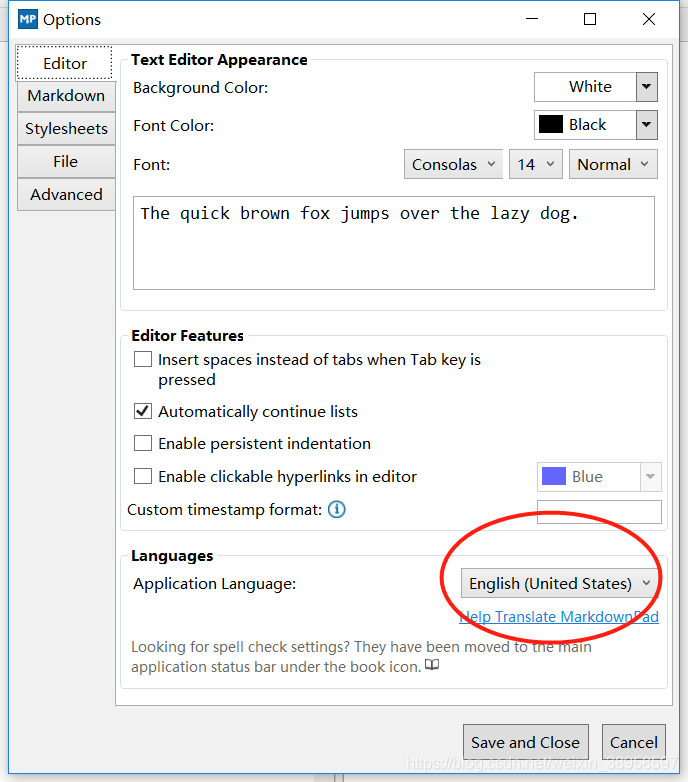 MP Options
Editor
Markdown
Stylesheets
File
Advanced
Text Editor Appearance
Background Color: White
Font Color: Black
Font: Consolas 14 Normal
The quick brown fox jumps over the lazy dog.
Editor Features
Insert spaces instead of tabs when Tab key is
pressed
Automatically continue lists
Enable persistent indentation
Enable clickable hyperlinks in editor Blue
Custom timestamp format:
Languages
Application Language: English (United States)
Help Translate MarkdownPad
Looking for spell check settings? They have been moved to the main
application status bar under the book icon.
Save and Close Cancel
https://blog.csdn.net/weixin_38958597